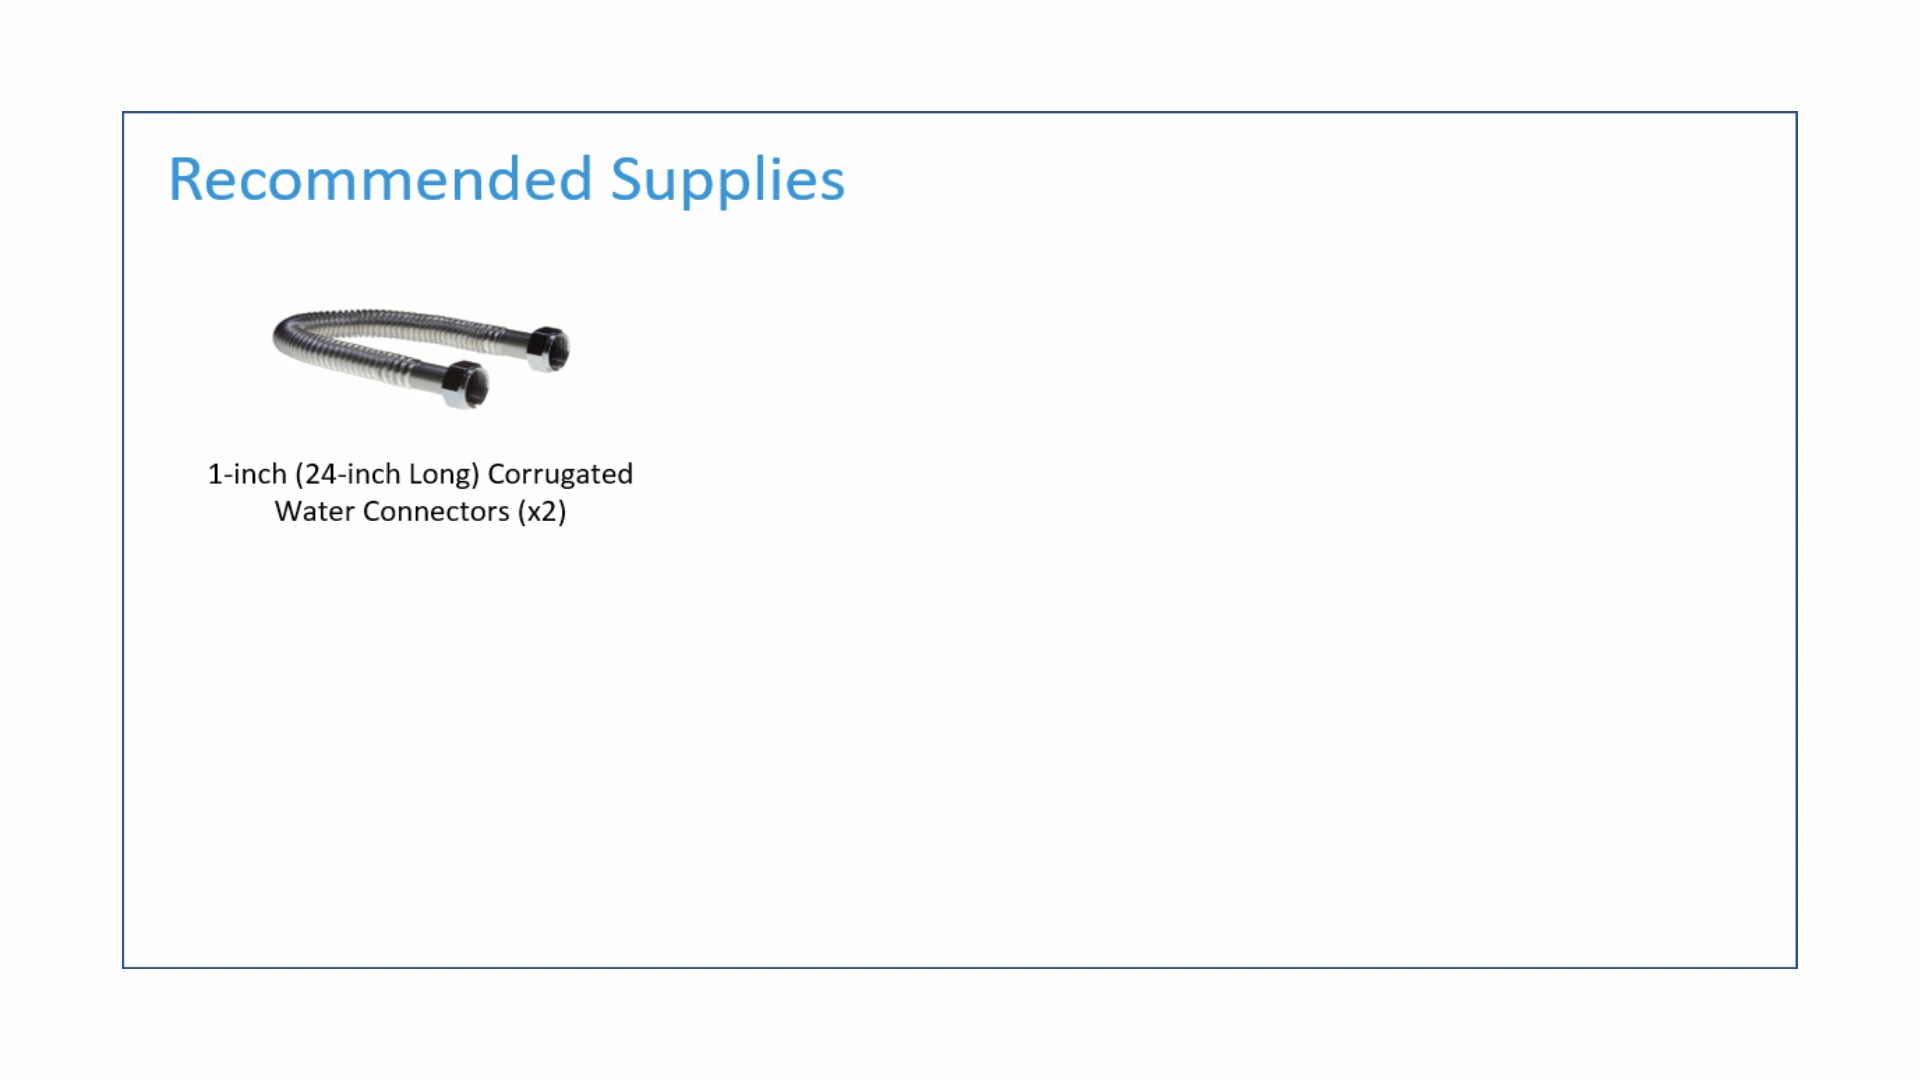 Recommended Supplies
1-inch (24-inch Long) Corrugated
Water Connectors (x2)